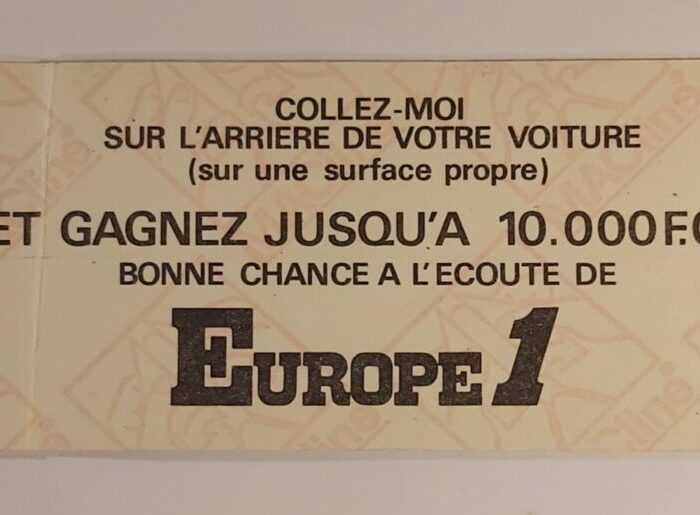 COLLEZ-MOI
SUR L'ARRIERE DE VOTRE VOITURE
(sur une surface propre)
ET GAGNEZ JUSQU'A 10.000 F.
BONNE CHANCE A L'ECOUTE DE
EUROPE 1